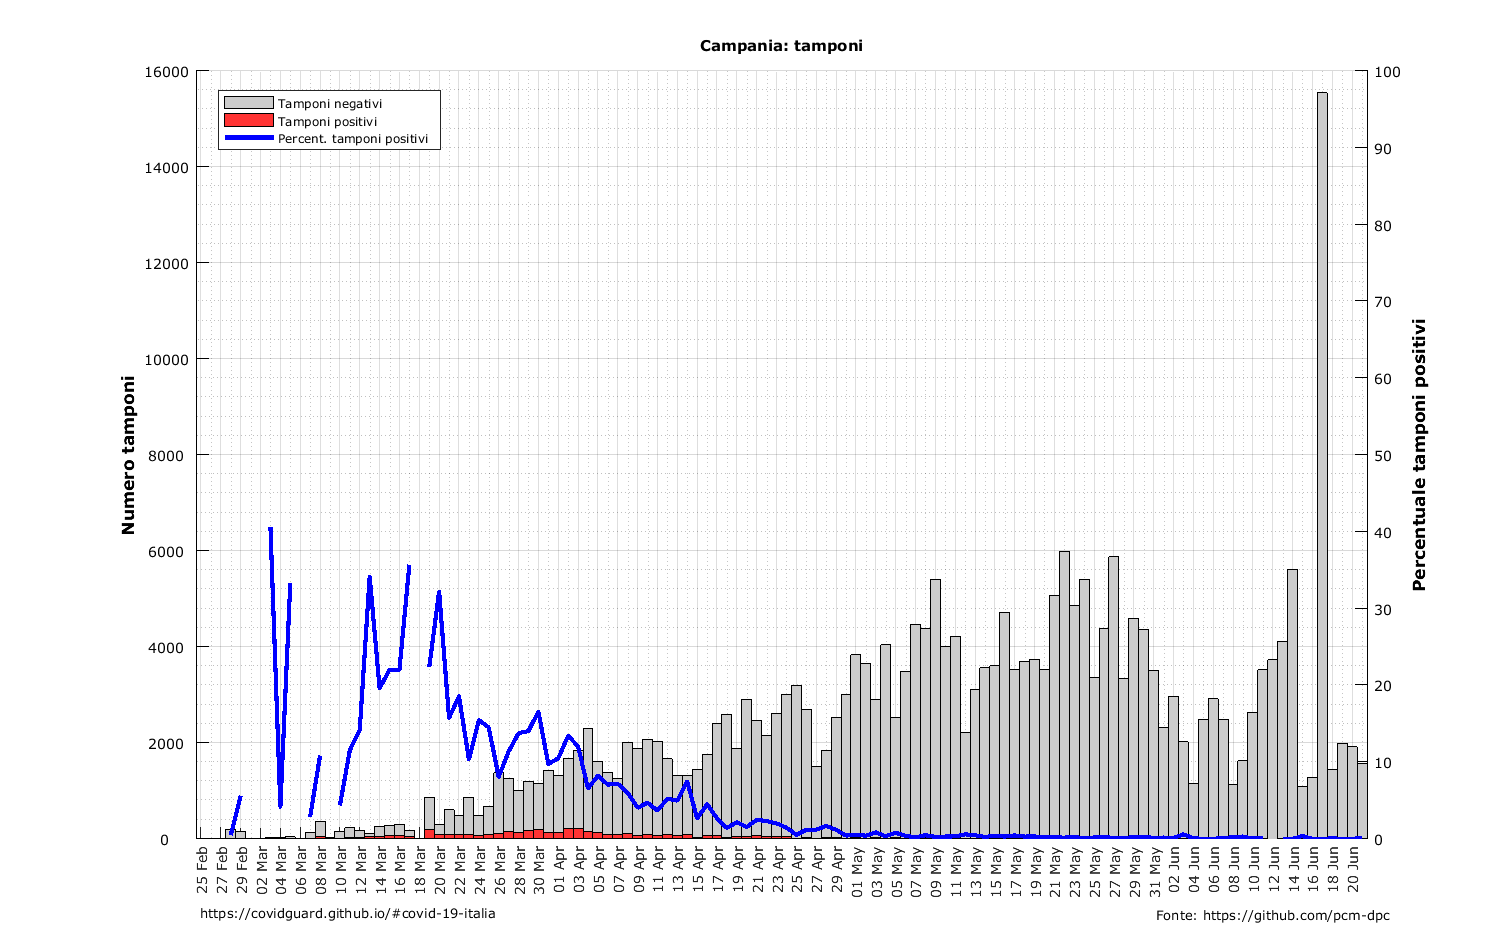 Campania: tamponi
16000
14000
12000
10000
8000
6000
4000
2000
0
Numero tamponi
Tamponi negativi
Tamponi positivi
Percent. tamponi positivi
100
90
80
70
60
50
40
30
20
10
0
Percentuale tamponi positivi
25 Feb
27 Feb
29 Feb
02 Mar
04 Mar
06 Mar
08 Mar
10 Mar
12 Mar
14 Mar
16 Mar
18 Mar
20 Mar
22 Mar
24 Mar
26 Mar
28 Mar
30 Mar
01 Apr
03 Apr
05 Apr
07 Apr
09 Apr
11 Apr
13 Apr
15 Apr
17 Apr
19 Apr
21 Apr
23 Apr
25 Apr
27 Apr
29 Apr
01 May
03 May
05 May
07 May
09 May
11 May
13 May
15 May
17 May
19 May
21 May
23 May
25 May
27 May
29 May
31 May
02 Jun
04 Jun
06 Jun
08 Jun
10 Jun
12 Jun
14 Jun
16 Jun
18 Jun
20 Jun
https://covidguard.github.io/#covid-19-italia
Fonte: https://github.com/pcm-dpc